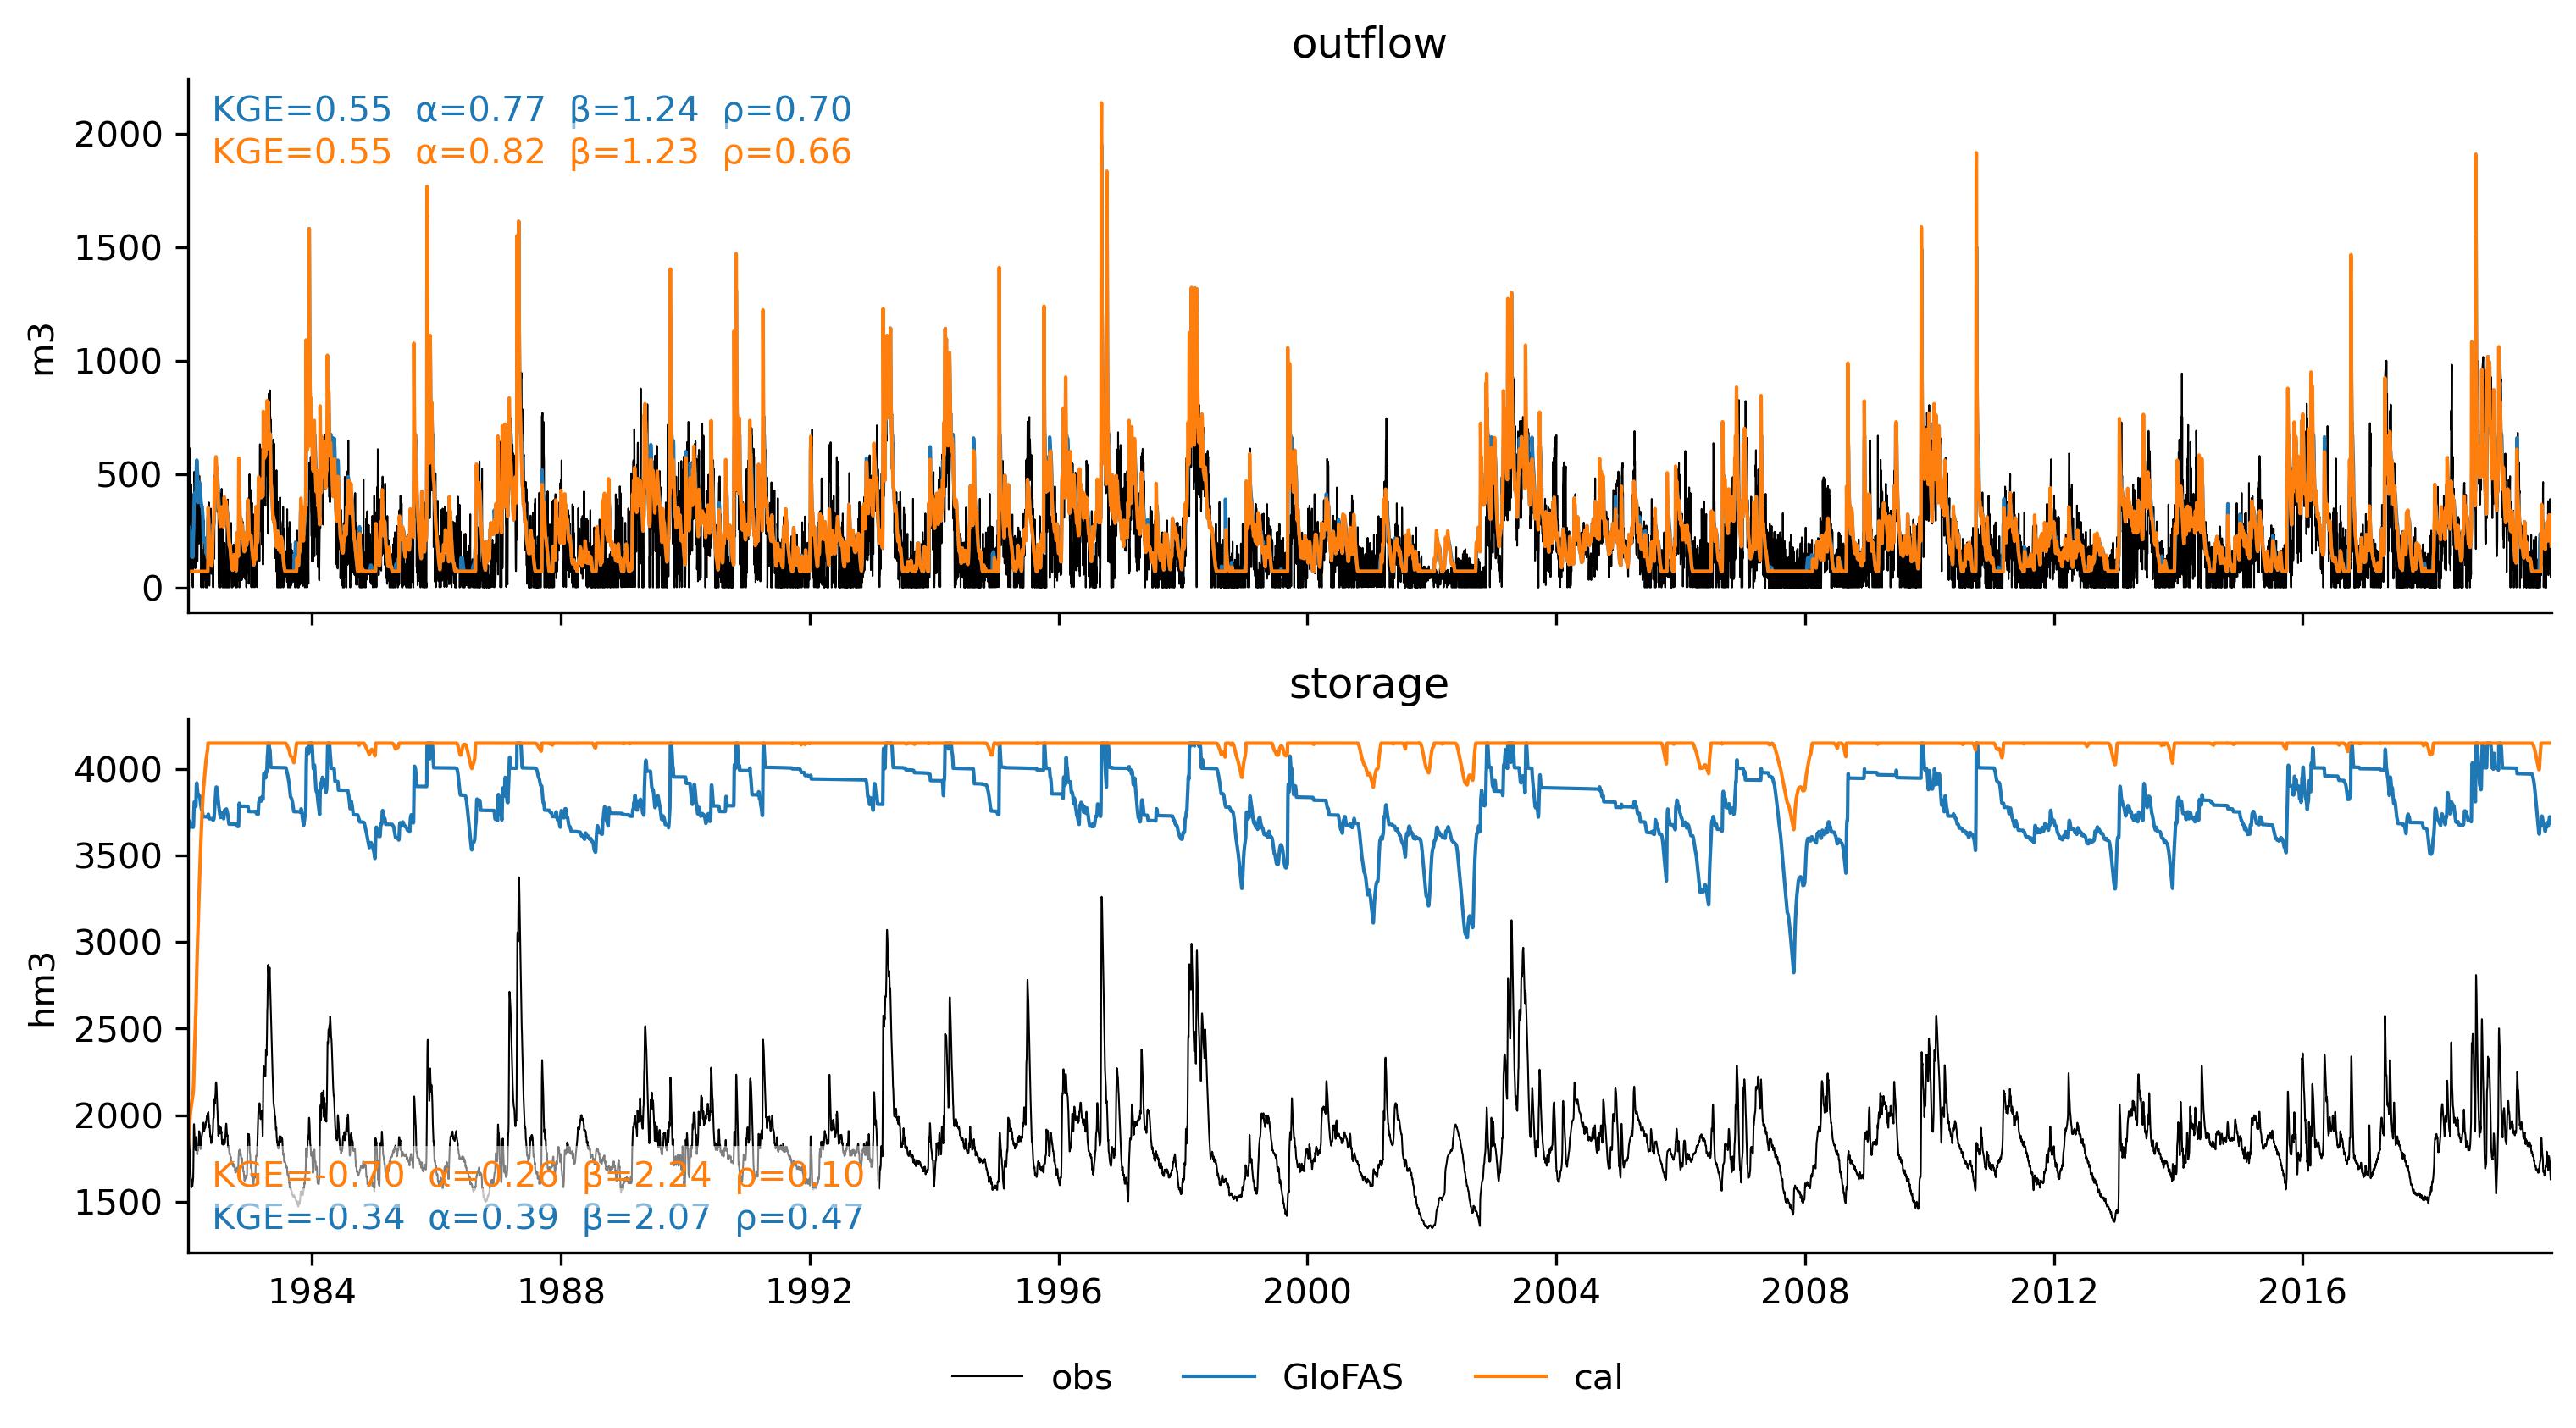 outflow
KGE=0.55 α=0.77 β=1.24 ρ=0.70
KGE=0.55 α=0.82 β=1.23 ρ=0.66
2000
1500
1000
500
0
m3
storage
4000
3500
3000
2500
2000
1500
hm3
KGE=-0.70 α=0.26 β=2.24 ρ=0.10
KGE=-0.34 α=0.39 β=2.07 ρ=0.47
1984 1988 1992 1996 2000 2004 2008 2012 2016
obs GloFAS cal